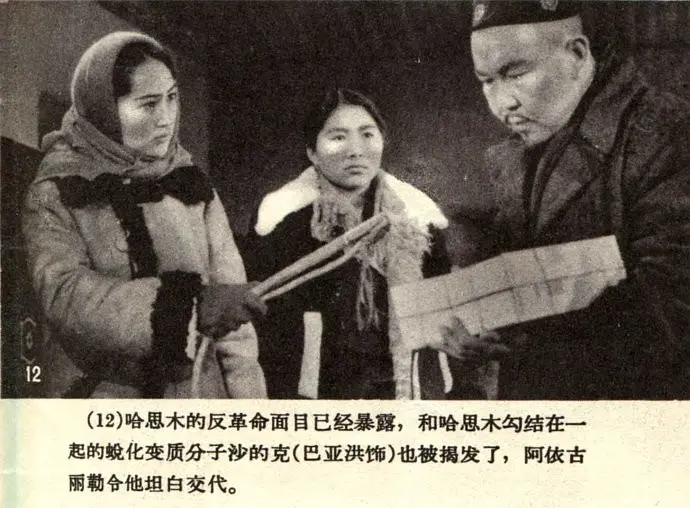 12
(12)哈思木的反革命面目已经暴露，和哈思木勾结在一
起的蜕化变质分子沙的克(巴亚洪饰)也被揭发了，阿依古
丽勒令他坦白交代。